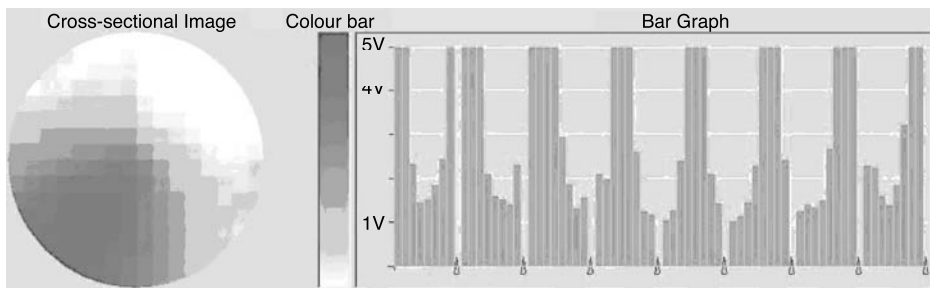 Cross-sectional Image
Colour bar
Bar Graph
5V
4V
1V